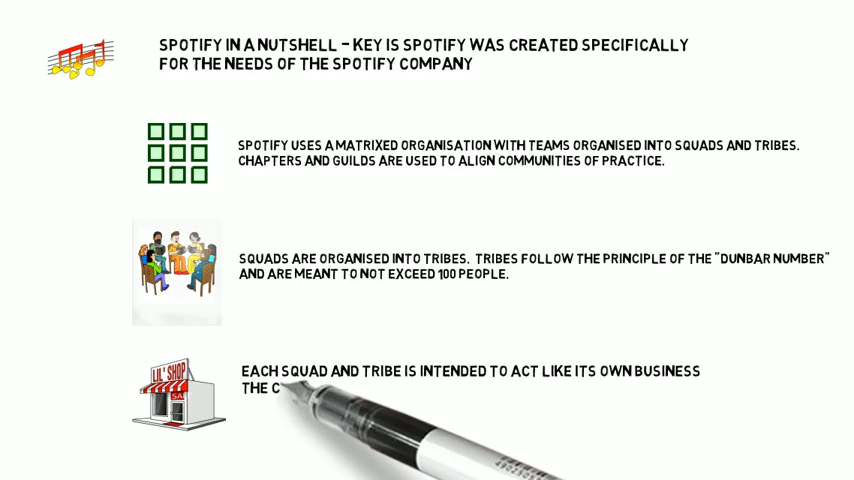 SPOTIFY IN A NUTSHELL - KEY IS SPOTIFY WAS CREATED SPECIFICALLY
FOR THE NEEDS OF THE SPOTIFY COMPANY
SPOTIFY USES A MATRIXED ORGANISATION WITH TEAMS ORGANISED INTO SQUADS AND TRIBES.
CHAPTERS AND GUILDS ARE USED TO ALIGN COMMUNITIES OF PRACTICE.
SQUADS ARE ORGANISED INTO TRIBES. TRIBES FOLLOW THE PRINCIPLE OF THE "DUNBAR NUMBER"
AND ARE MEANT TO NOT EXCEED 100 PEOPLE.
LIL' SHOP
SA
EACH SQUAD AND TRIBE IS INTENDED TO ACT LIKE ITS OWN BUSINESS
THE C